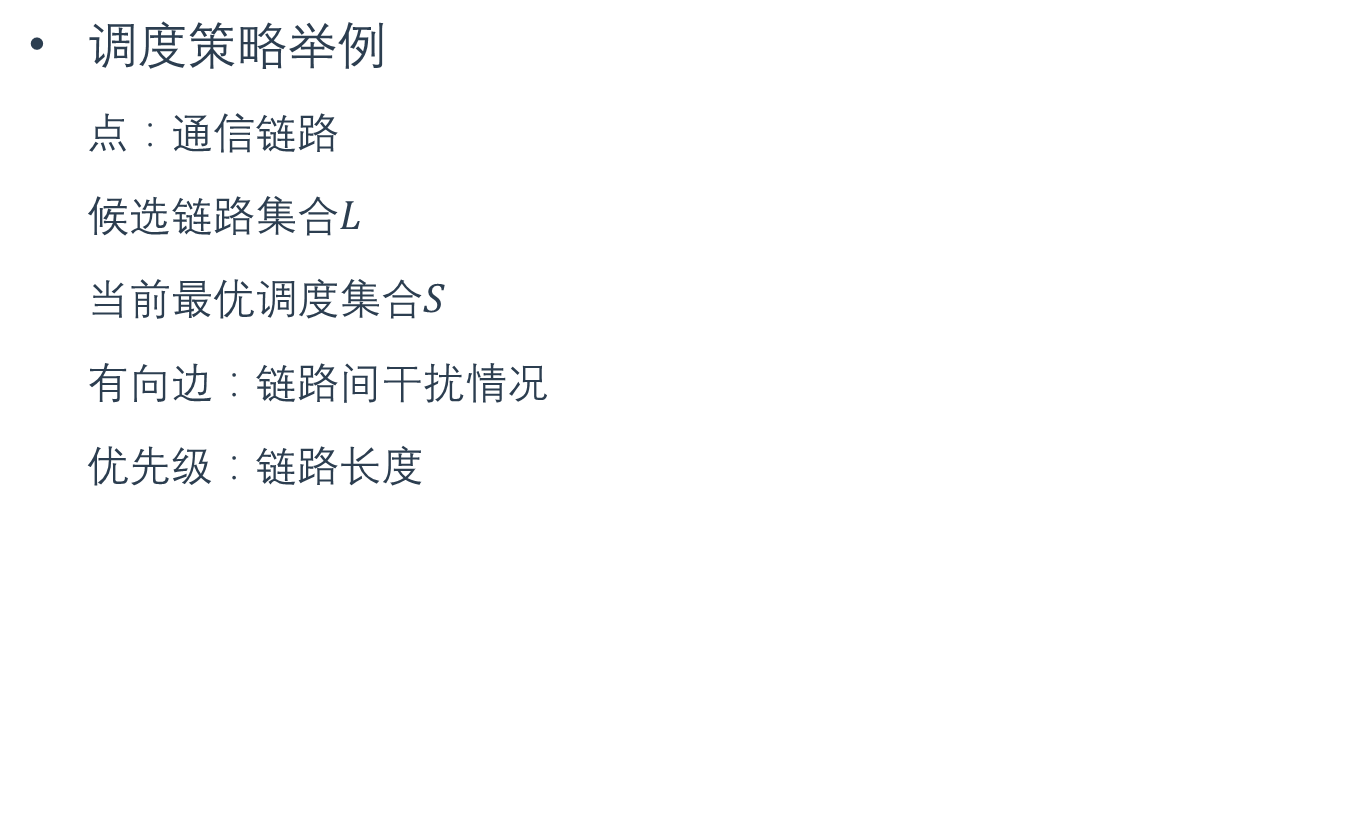 • 调度策略举例
点：通信链路
候选链路集合L
当前最优调度集合S
有向边：链路间干扰情况
优先级：链路长度